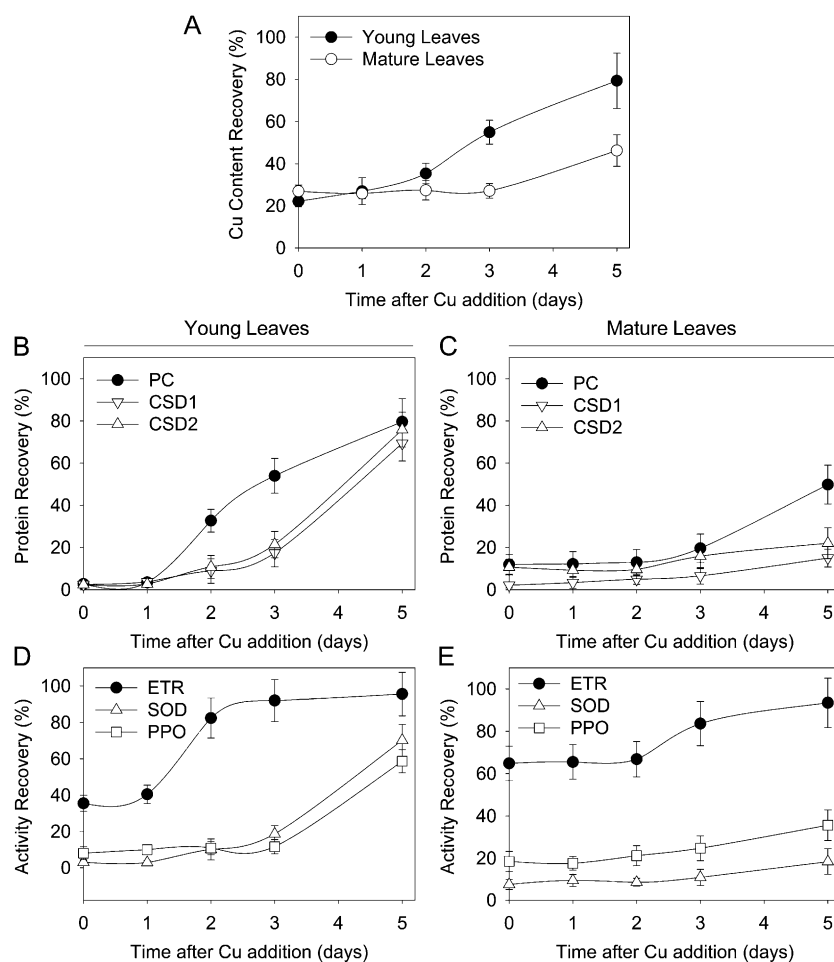 A
Cu Content Recovery (%)
100
80
60
40
20
0
Young Leaves
Mature Leaves
0 1 2 3 4 5
Time after Cu addition (days)
Young Leaves
Mature Leaves
B
Protein Recovery (%)
100
80
60
40
20
0
PC
CSD1
CSD2
0 1 2 3 4 5
Time after Cu addition (days)
C
Protein Recovery (%)
100
80
60
40
20
0
PC
CSD1
CSD2
0 1 2 3 4 5
Time after Cu addition (days)
D
Activity Recovery (%)
100
80
60
40
20
0
ETR
SOD
PPO
0 1 2 3 4 5
Time after Cu addition (days)
E
Activity Recovery (%)
100
80
60
40
20
0
ETR
SOD
PPO
0 1 2 3 4 5
Time after Cu addition (days)